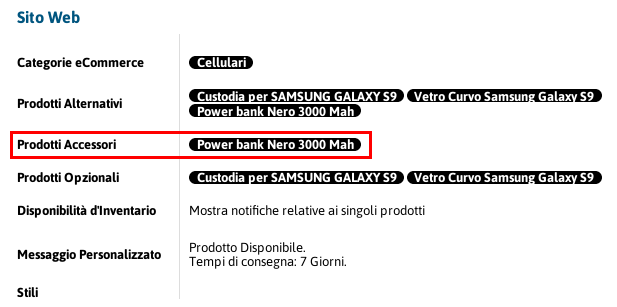 Sito Web
Categorie eCommerce Cellulari
Prodotti Alternativi Custodia per SAMSUNG GALAXY S9 Vetro Curvo Samsung Galaxy S9
Power bank Nero 3000 Mah
Prodotti Accessori Power bank Nero 3000 Mah
Prodotti Opzionali Custodia per SAMSUNG GALAXY S9 Vetro Curvo Samsung Galaxy S9
Disponibilità d'Inventario Mostra notifiche relative ai singoli prodotti
Messaggio Personalizzato Prodotto Disponibile.
Tempi di consegna: 7 Giorni.
Stili